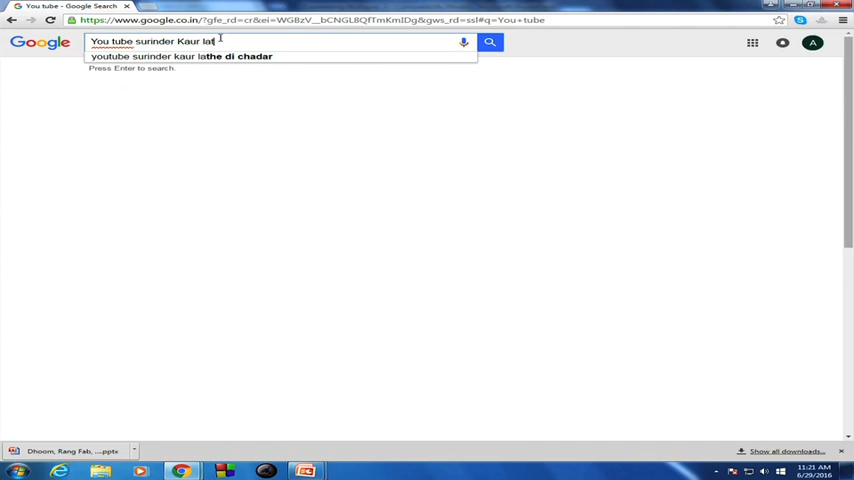 You tube - Google Search
https://www.google.co.in/?gfe_rd=cr&ei=WGBzV__bCNGL8QfTmKmIDg&gws_rd=ssl#q=You+tube
Google
You tube surinder Kaur lat
youtube surinder kaur lathe di chadar
Press Enter to search.
A
Dhoom, Rang Fab, ....pptx
Show all downloads...
11:21 AM
6/29/2016